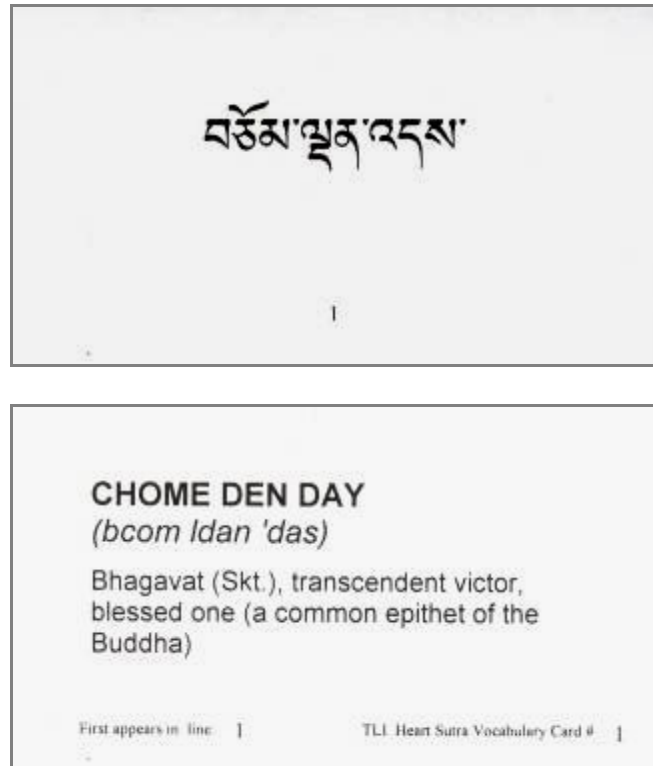 བཅོམ་ལྡན་འདས་
1
CHOME DEN DAY
(bcom ldan 'das)
Bhagavat (Skt.), transcendent victor,
blessed one (a common epithet of the
Buddha)
First appears in line 1 TLI Heart Sutra Vocabulary Card # 1